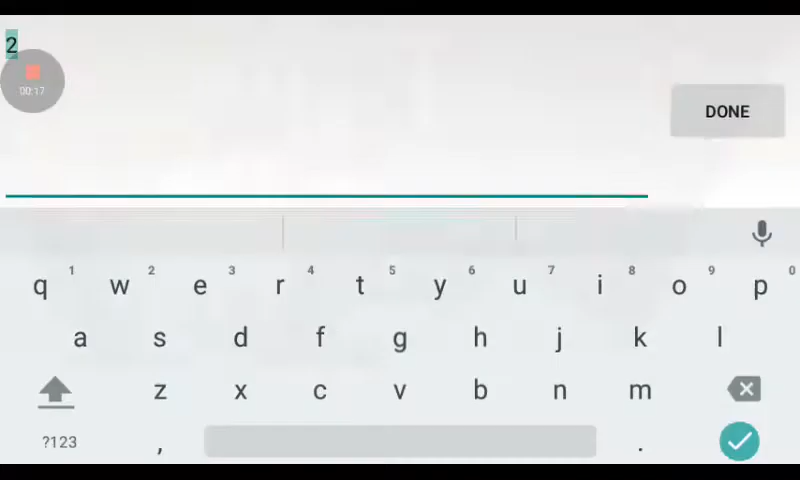 2
00:17
DONE
q 1 w 2 e 3 r 4 t 5 y 6 u 7 i 8 o 9 p 0
a s d f g h j k l
z x c v b n m
?123 , .